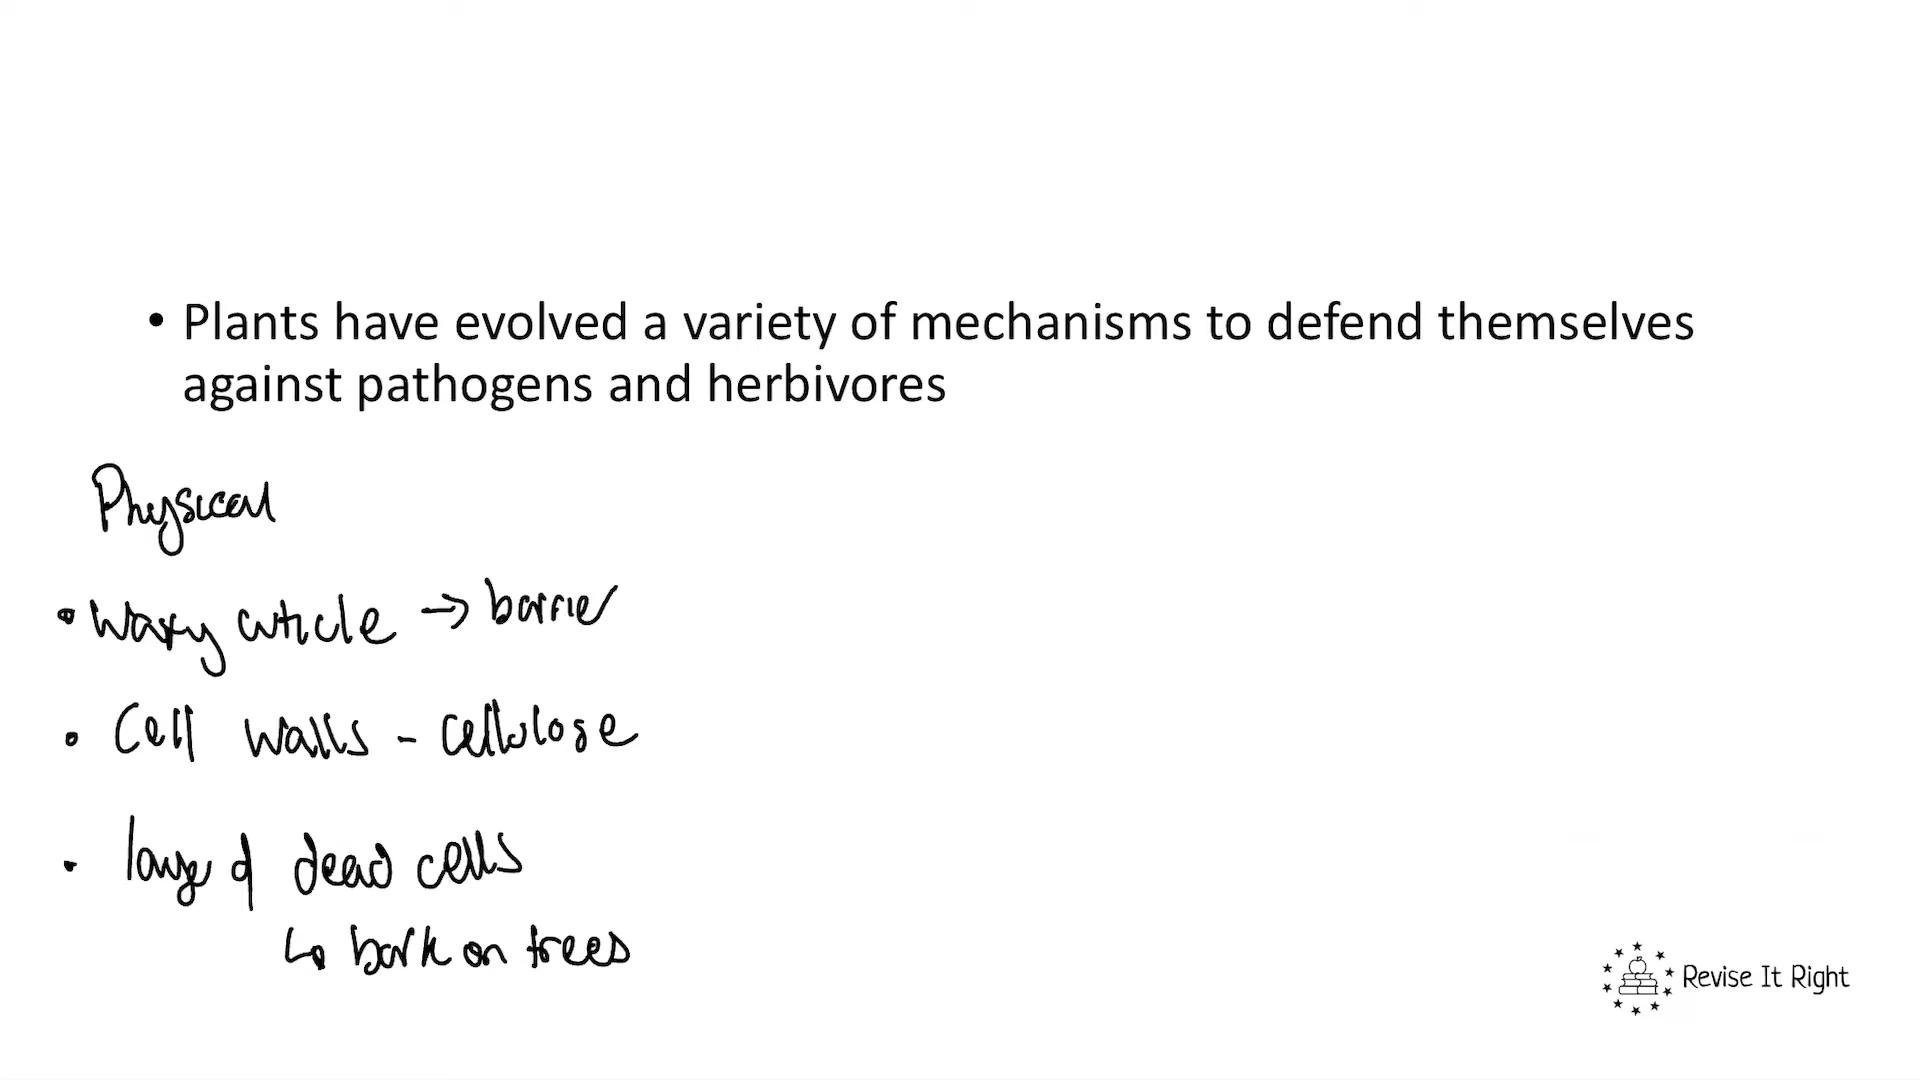 • Plants have evolved a variety of mechanisms to defend themselves
against pathogens and herbivores
Physical
• Waxy cuticle → barrier
• Cell walls - cellulose
• layer of dead cells
↳ bark on trees
Revise It Right